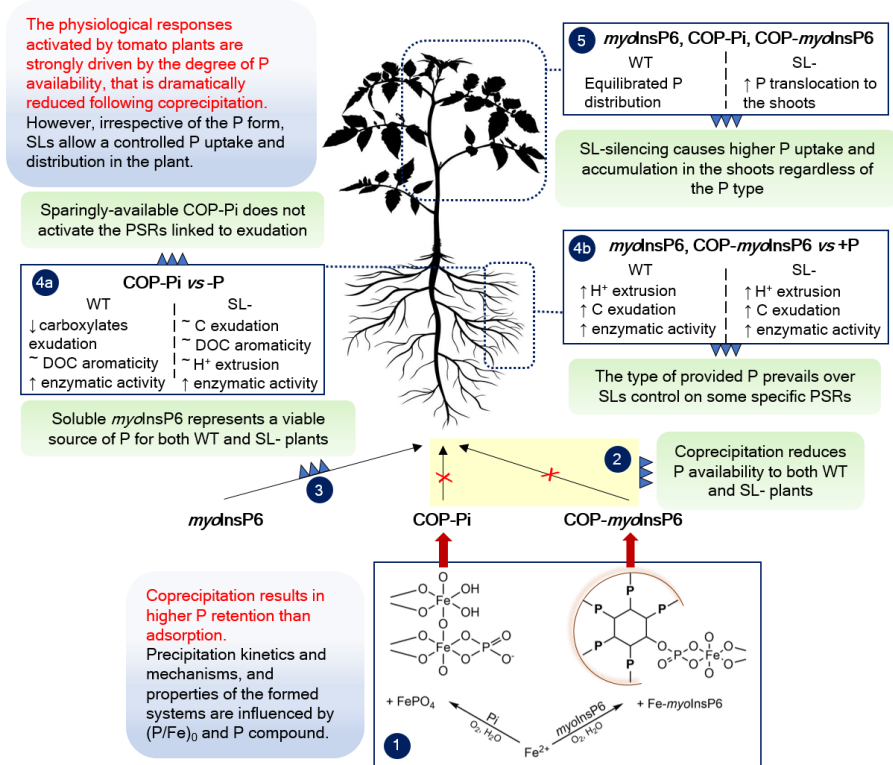 The physiological responses
activated by tomato plants are
strongly driven by the degree of P
availability, that is dramatically
reduced following coprecipitation.
However, irrespective of the P form,
SLs allow a controlled P uptake and
distribution in the plant.
5
myoInsP6, COP-Pi, COP-myoInsP6
WT
Equilibrated P
distribution
SL-
↑ P translocation to
the shoots
SL-silencing causes higher P uptake and
accumulation in the shoots regardless of
the P type
Sparingly-available COP-Pi does not
activate the PSRs linked to exudation
4a
COP-Pi vs -P
WT
↓ carboxylates
exudation
~ DOC aromaticity
↑ enzymatic activity
SL-
~ C exudation
~ DOC aromaticity
~ H⁺ extrusion
↑ enzymatic activity
4b
myoInsP6, COP-myoInsP6 vs +P
WT
↑ H⁺ extrusion
↑ C exudation
↑ enzymatic activity
SL-
↑ H⁺ extrusion
↑ C exudation
↑ enzymatic activity
The type of provided P prevails over
SLs control on some specific PSRs
Soluble myoInsP6 represents a viable
source of P for both WT and SL- plants
3
2
Coprecipitation reduces
P availability to both WT
and SL- plants
myoInsP6
COP-Pi
COP-myoInsP6
Coprecipitation results in
higher P retention than
adsorption.
Precipitation kinetics and
mechanisms, and
properties of the formed
systems are influenced by
(P/Fe)₀ and P compound.
O
O Fe OH
O OH
O
O Fe O P O
O O O⁻
O
P
P P
P P
P
O O O O
O P Fe
O O O
O
+ FePO₄
+ Fe-myoInsP6
Pi
O₂, H₂O
myoInsP6
O₂, H₂O
Fe²⁺
1